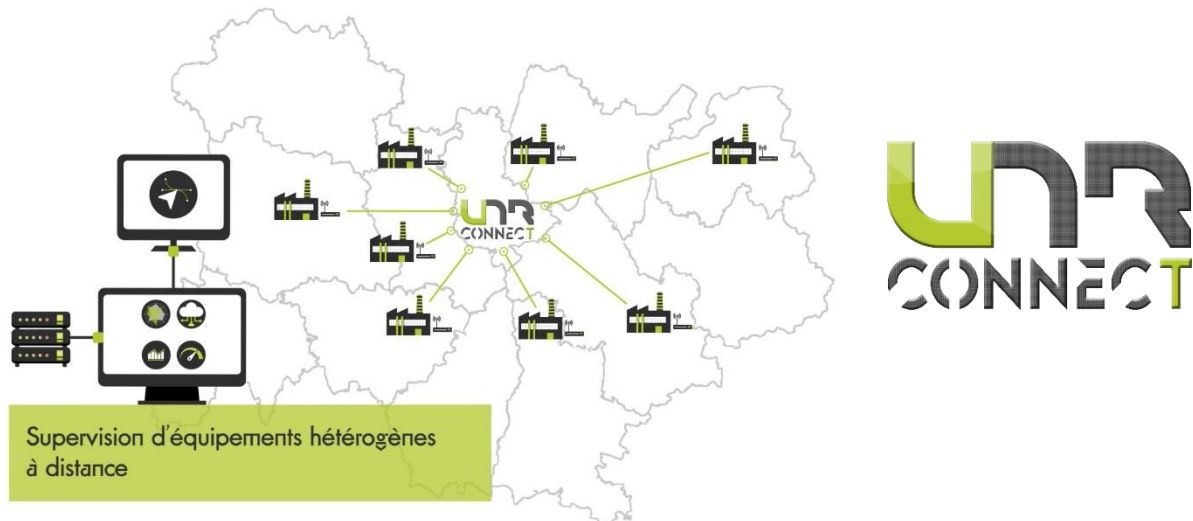 UNR
CONNECT
UNR
CONNECT
Supervision d'équipements hétérogènes
à distance